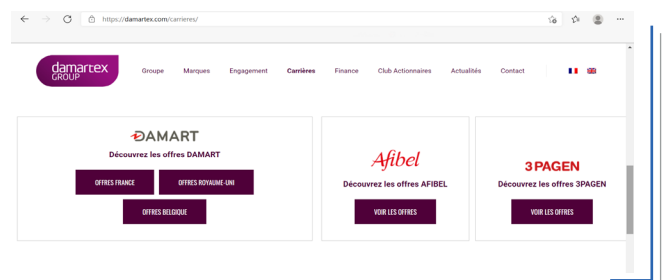 https://damartex.com/carrieres/
damartex
GROUP
Groupe Marques Engagement Carrières Finance Club Actionnaires Actualités Contact
DAMART
Découvrez les offres DAMART
OFFRES FRANCE
OFFRES ROYAUME-UNI
OFFRES BELGIQUE
Afibel
Découvrez les offres AFIBEL
VOIR LES OFFRES
3 PAGEN
Découvrez les offres 3PAGEN
VOIR LES OFFRES